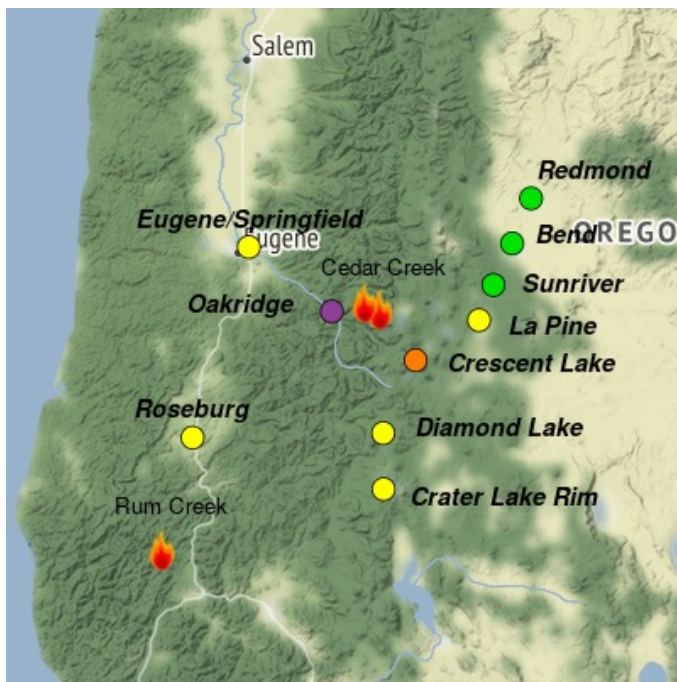 Salem
Redmond
Eugene/Springfield
Eugene
Bend
OREGO
Cedar Creek
Sunriver
Oakridge
La Pine
Crescent Lake
Roseburg
Diamond Lake
Crater Lake Rim
Rum Creek